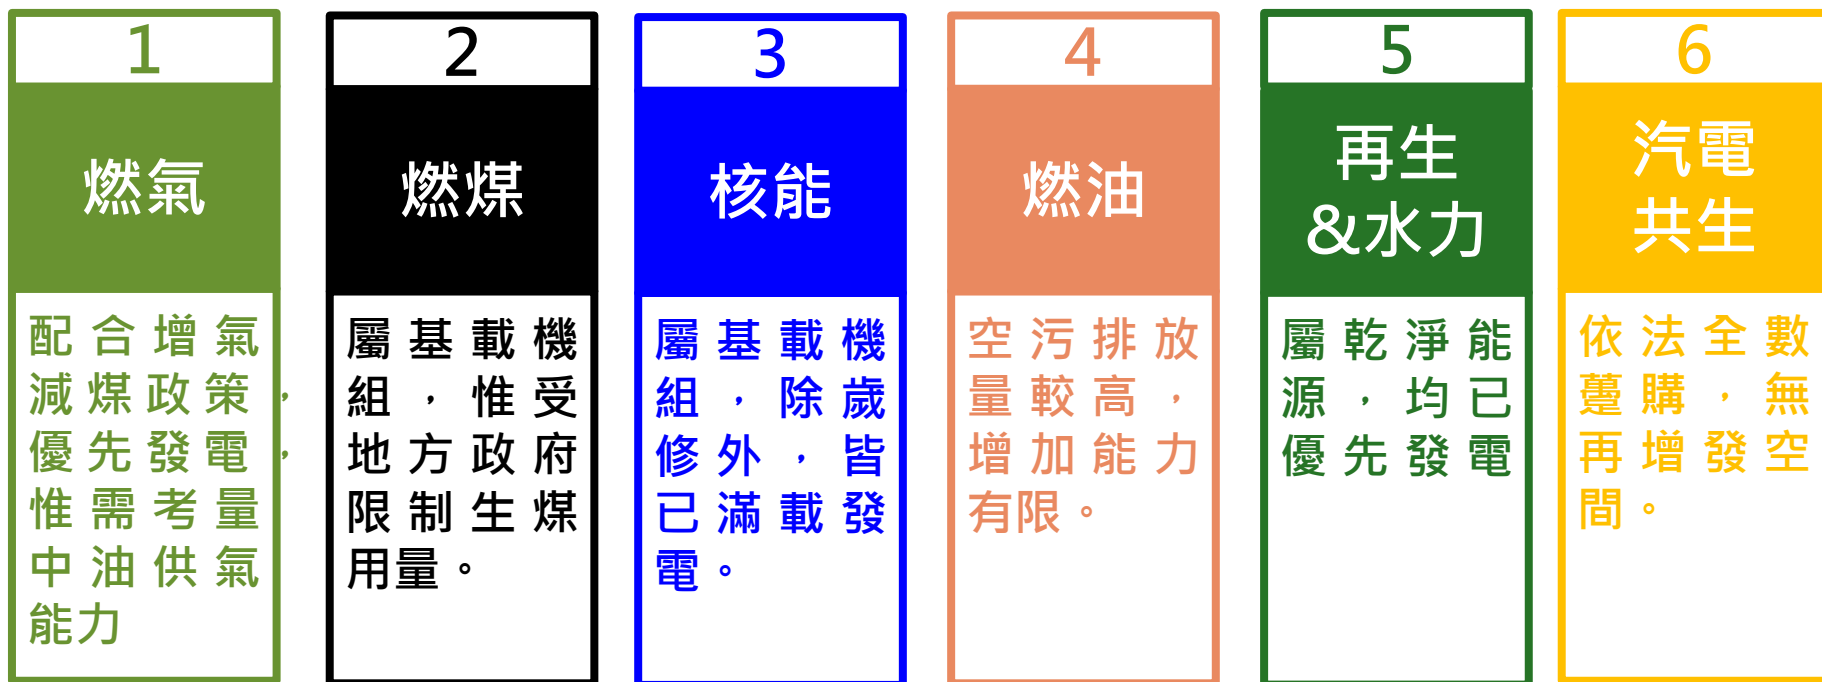 1
燃氣
配合增氣
減煤政策，
優先發電，
惟需考量
中油供氣
能力
2
燃煤
屬基載機
組，惟受
地方政府
限制生煤
用量。
3
核能
屬基載機
組，除歲
修外，皆
已滿載發
電。
4
燃油
空污排放
量較高，
增加能力
有限。
5
再生
&水力
屬乾淨能
源，均已
優先發電
6
汽電
共生
依法全數
躉購，無
再增發空
間。